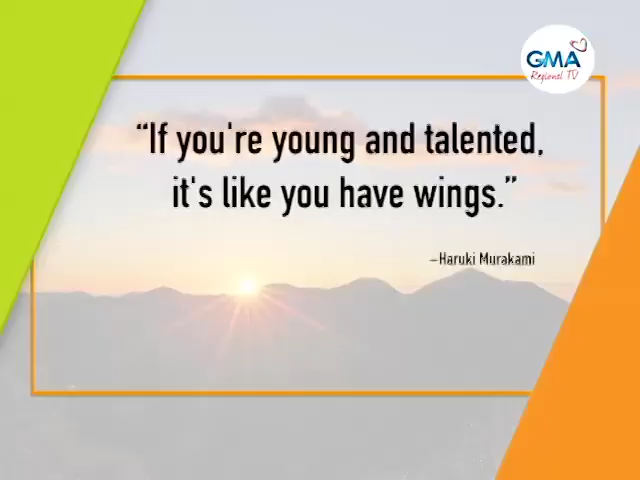 GMA
Regional TV
“If you're young and talented,
it's like you have wings.”
–Haruki Murakami